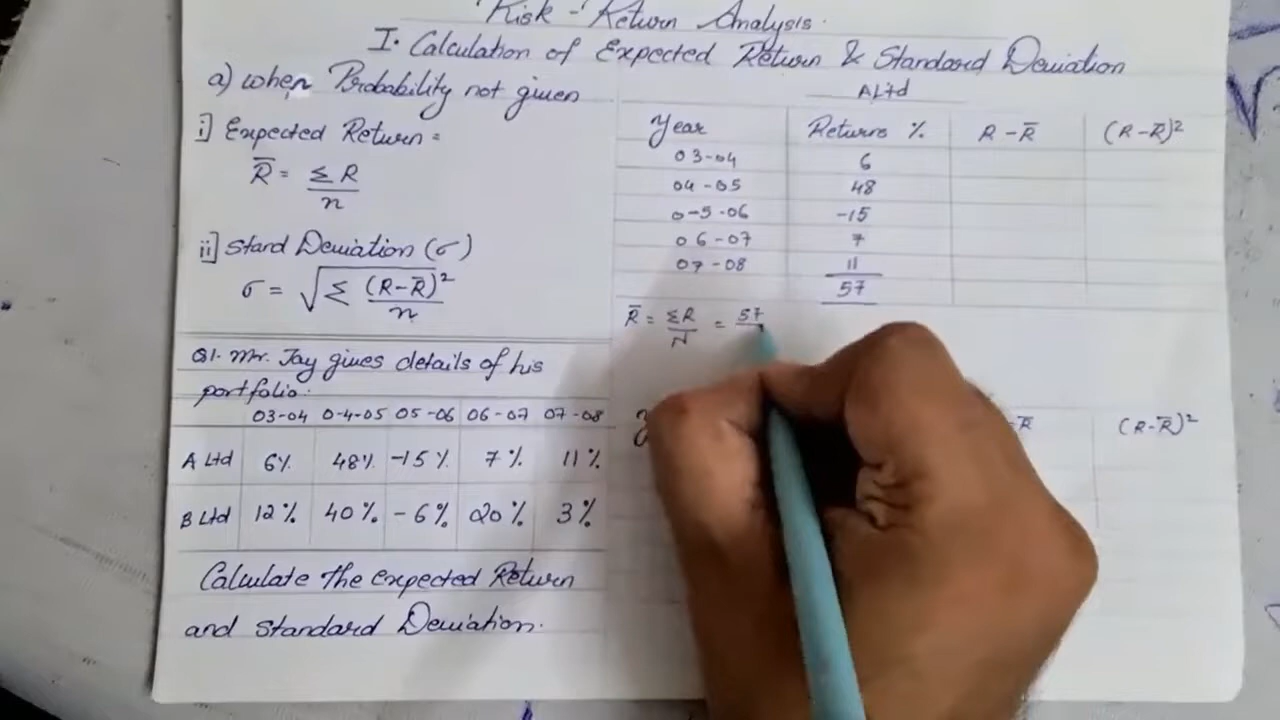 Risk - Return Analysis.
I. Calculation of Expected Return & Standard Deviation
a) when Probability not given
i] Expected Return =
R̅ = Σ R / n
ii] Stard Deviation (σ)
σ = √Σ (R-R̅)² / n
Q1. Mr. Jay gives details of his
portfolio.
03-04 0-4-05 05-06 06-07 07-08
A Ltd 6% 48% -15% 7% 11%
B Ltd 12% 40% -6% 20% 3%
Calculate the expected Return
and standard Deviation.
A Ltd
Year Returns % R-R̅ (R-R̅)²
03-04 6
04-05 48
0-5-06 -15
06-07 7
07-08 11
57
R̅ = ΣR / N = 57
(R-R̅)²